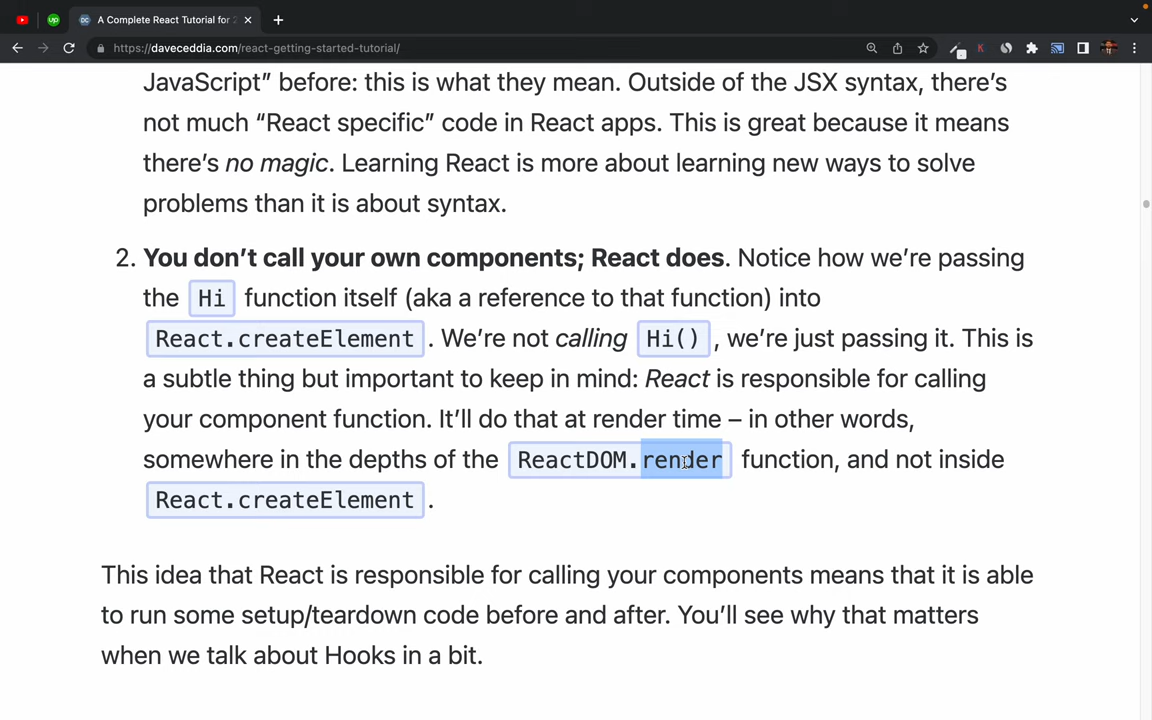 A Complete React Tutorial for 2
https://daveceddia.com/react-getting-started-tutorial/
JavaScript” before: this is what they mean. Outside of the JSX syntax, there’s
not much “React specific” code in React apps. This is great because it means
there’s no magic. Learning React is more about learning new ways to solve
problems than it is about syntax.
2. You don’t call your own components; React does. Notice how we’re passing
the Hi function itself (aka a reference to that function) into
React.createElement. We’re not calling Hi(), we’re just passing it. This is
a subtle thing but important to keep in mind: React is responsible for calling
your component function. It’ll do that at render time – in other words,
somewhere in the depths of the ReactDOM.render function, and not inside
React.createElement.
This idea that React is responsible for calling your components means that it is able
to run some setup/teardown code before and after. You’ll see why that matters
when we talk about Hooks in a bit.